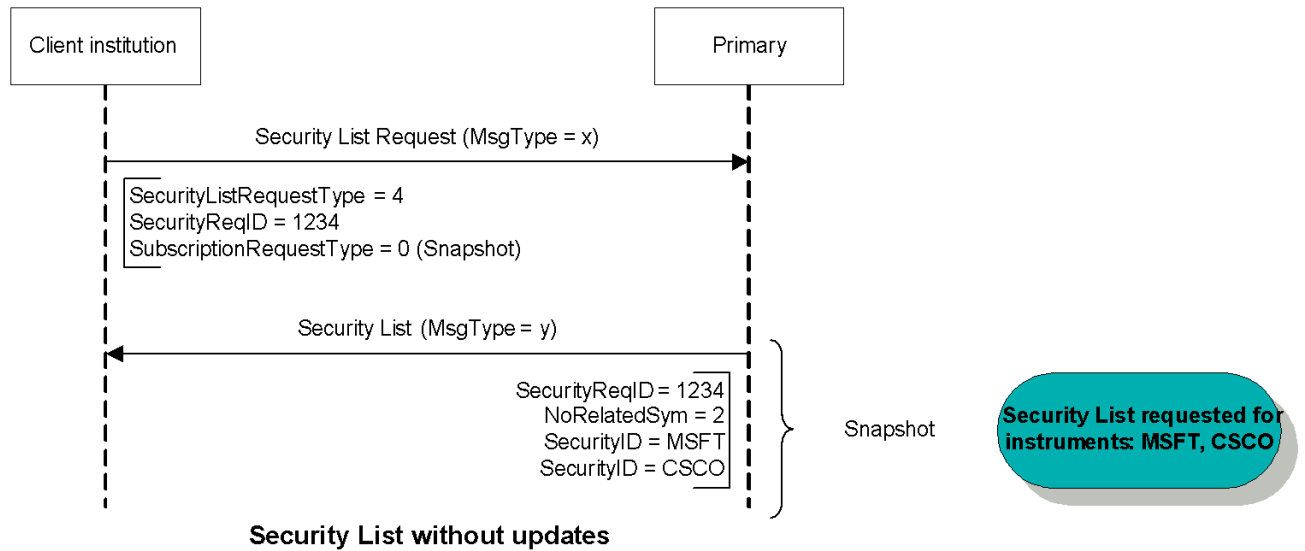 Client institution
Primary
Security List Request (MsgType = x)
SecurityListRequestType = 4
SecurityReqID = 1234
SubscriptionRequestType = 0 (Snapshot)
Security List (MsgType = y)
SecurityReqID = 1234
NoRelatedSym = 2
SecurityID = MSFT
SecurityID = CSCO
Snapshot
Security List requested for
instruments: MSFT, CSCO
Security List without updates